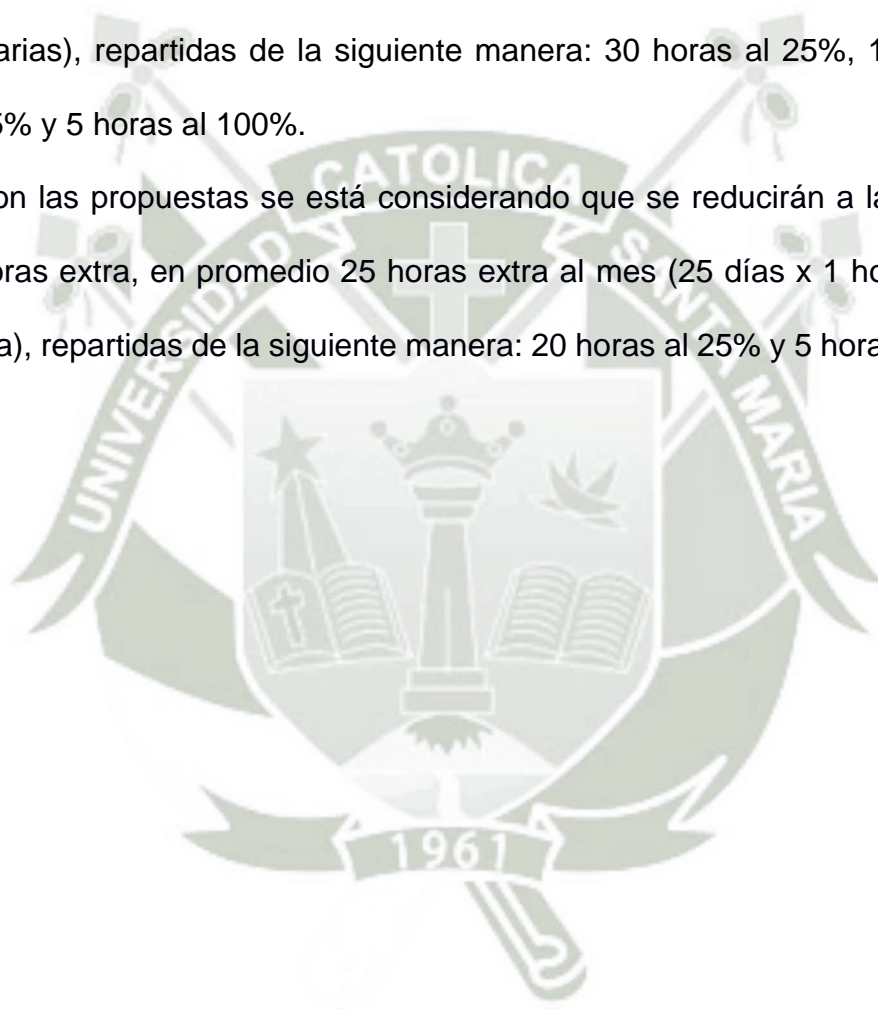 arias), repartidas de la siguiente manera: 30 horas al 25%, 1
5% y 5 horas al 100%.
on las propuestas se está considerando que se reducirán a la
oras extra, en promedio 25 horas extra al mes (25 días x 1 ho
a), repartidas de la siguiente manera: 20 horas al 25% y 5 hora
UNIVERSIDAD CATOLICA SANTA MARIA
1961